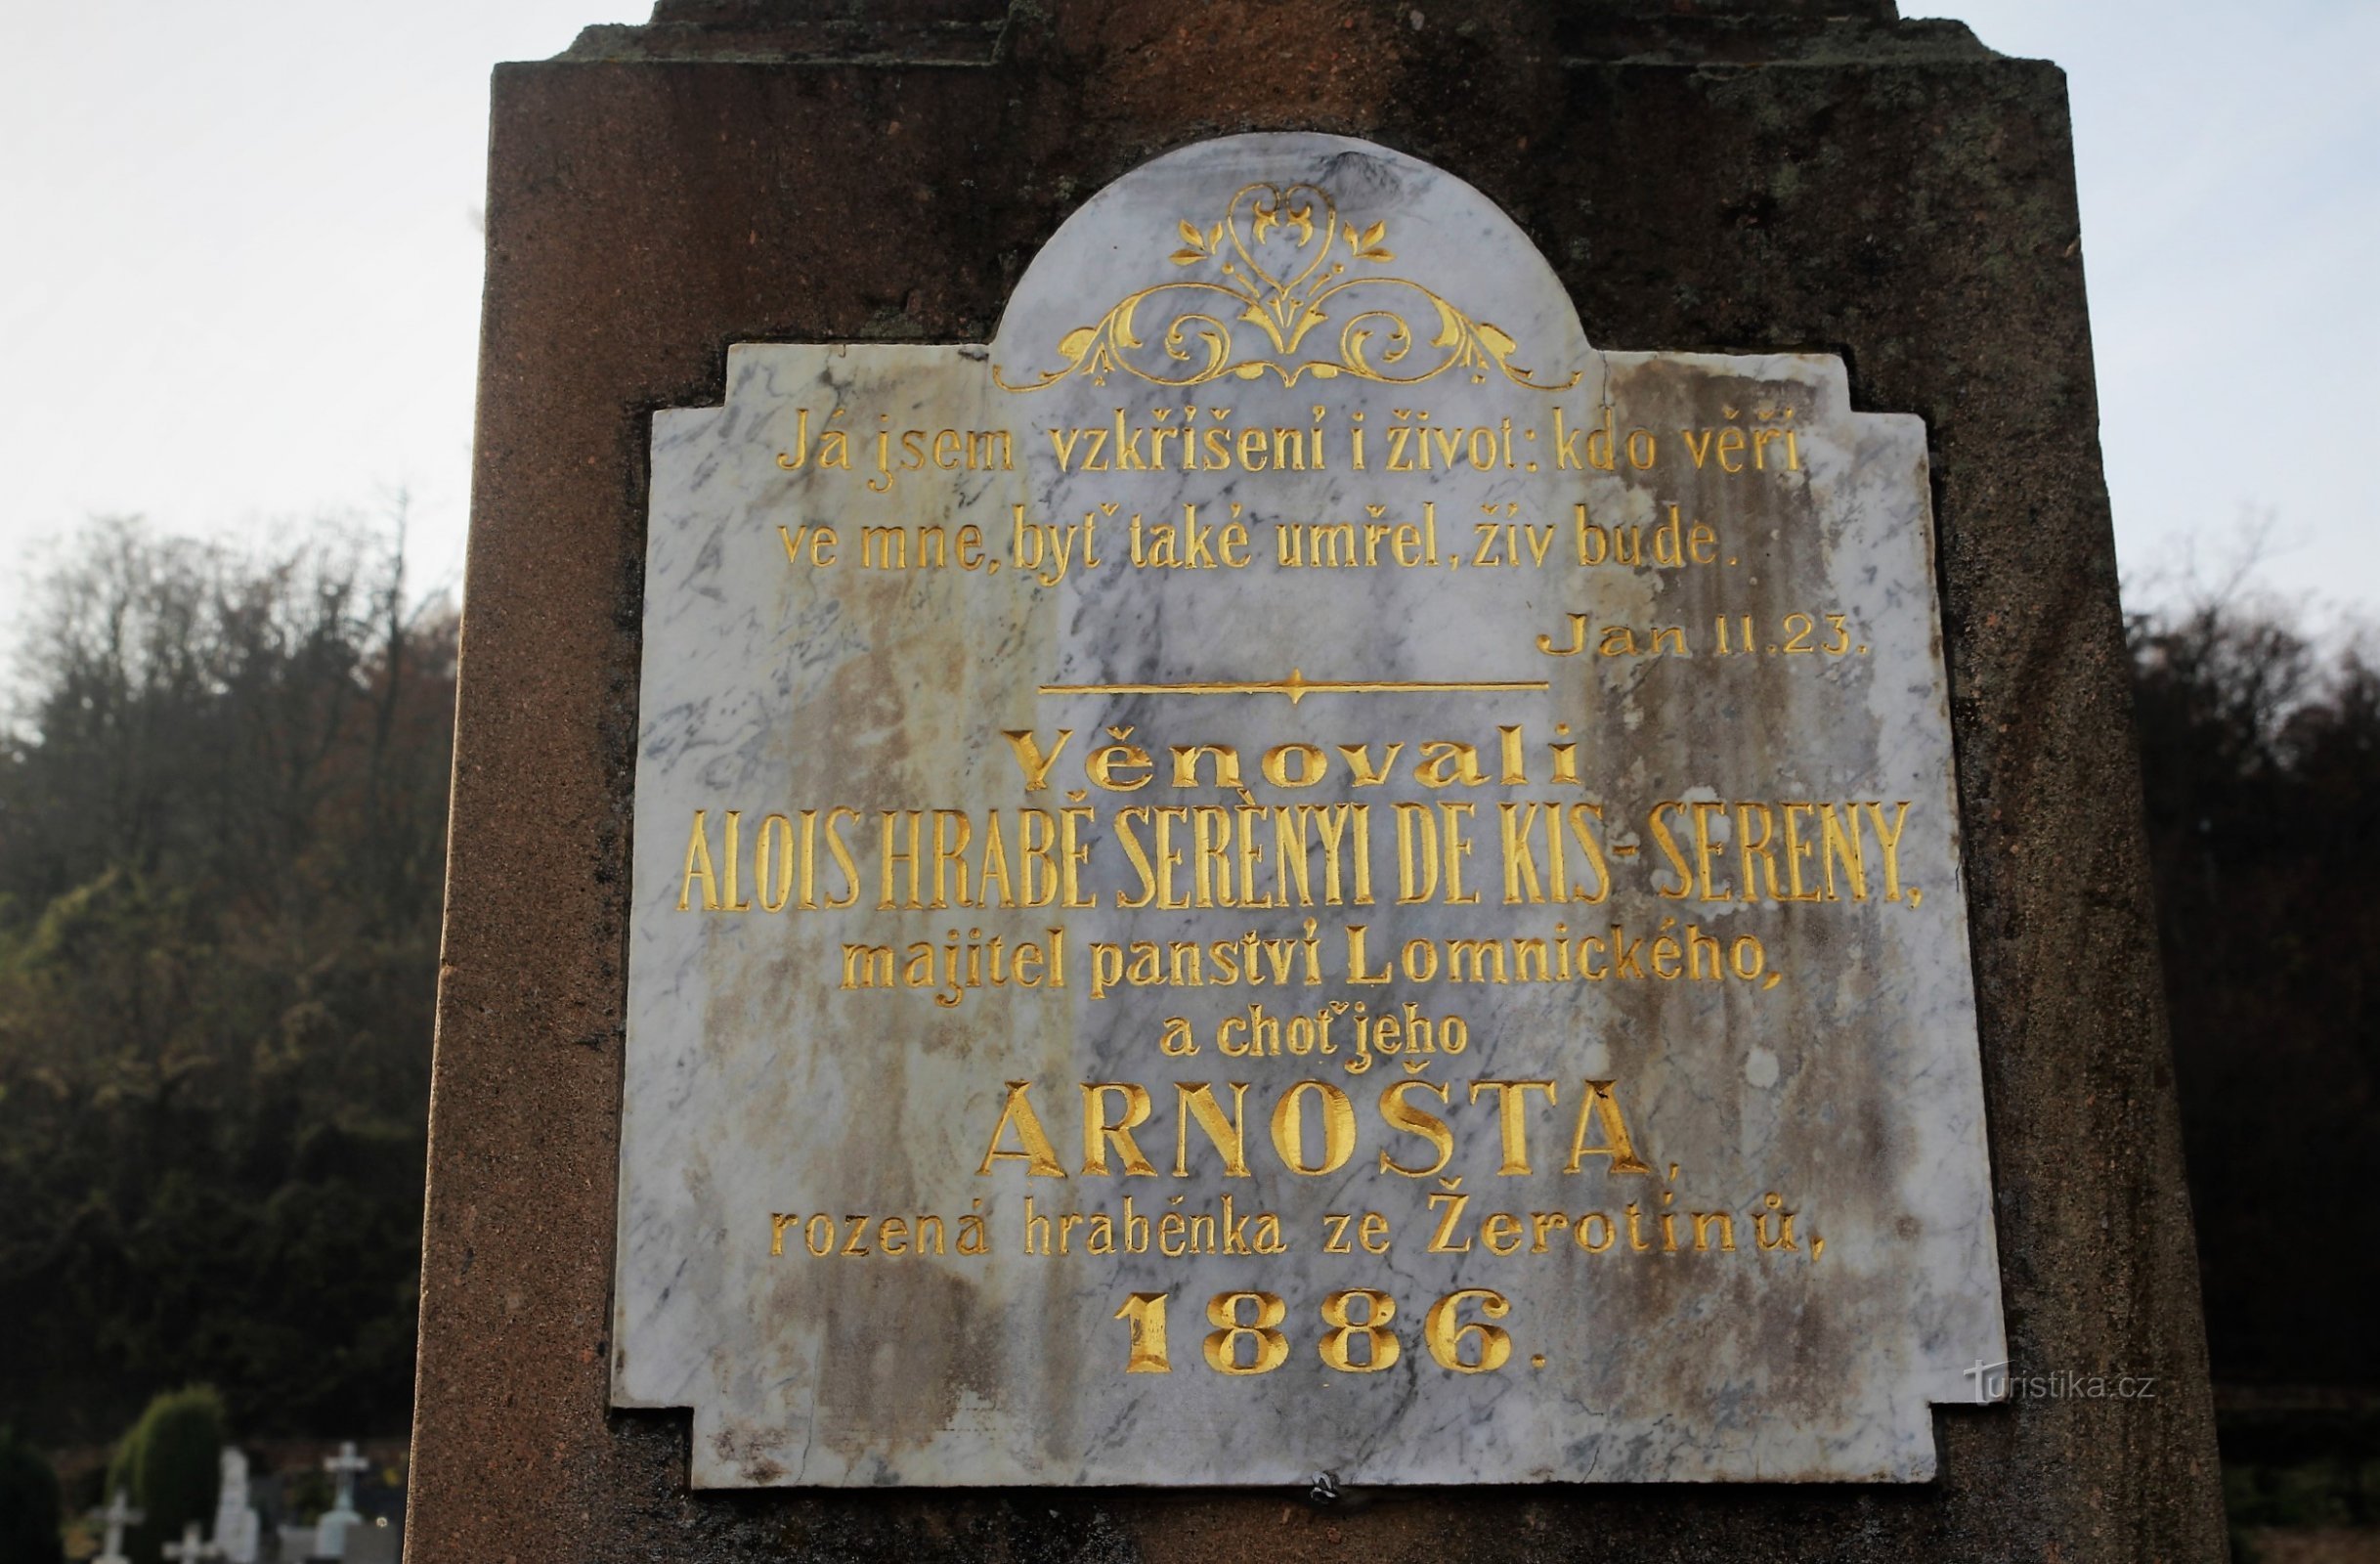 Já jsem vzkříšení i život: kdo věří
ve mne, byť také umřel, živ bude.
Jan 11.23.
Věnovali
ALOIS HRABĚ SERÈNYI DE KIS-SERENY,
majitel panství Lomnického,
a choť jeho
ARNOŠTA,
rozená hraběnka ze Žerotínů,
1886.
Turistika.cz